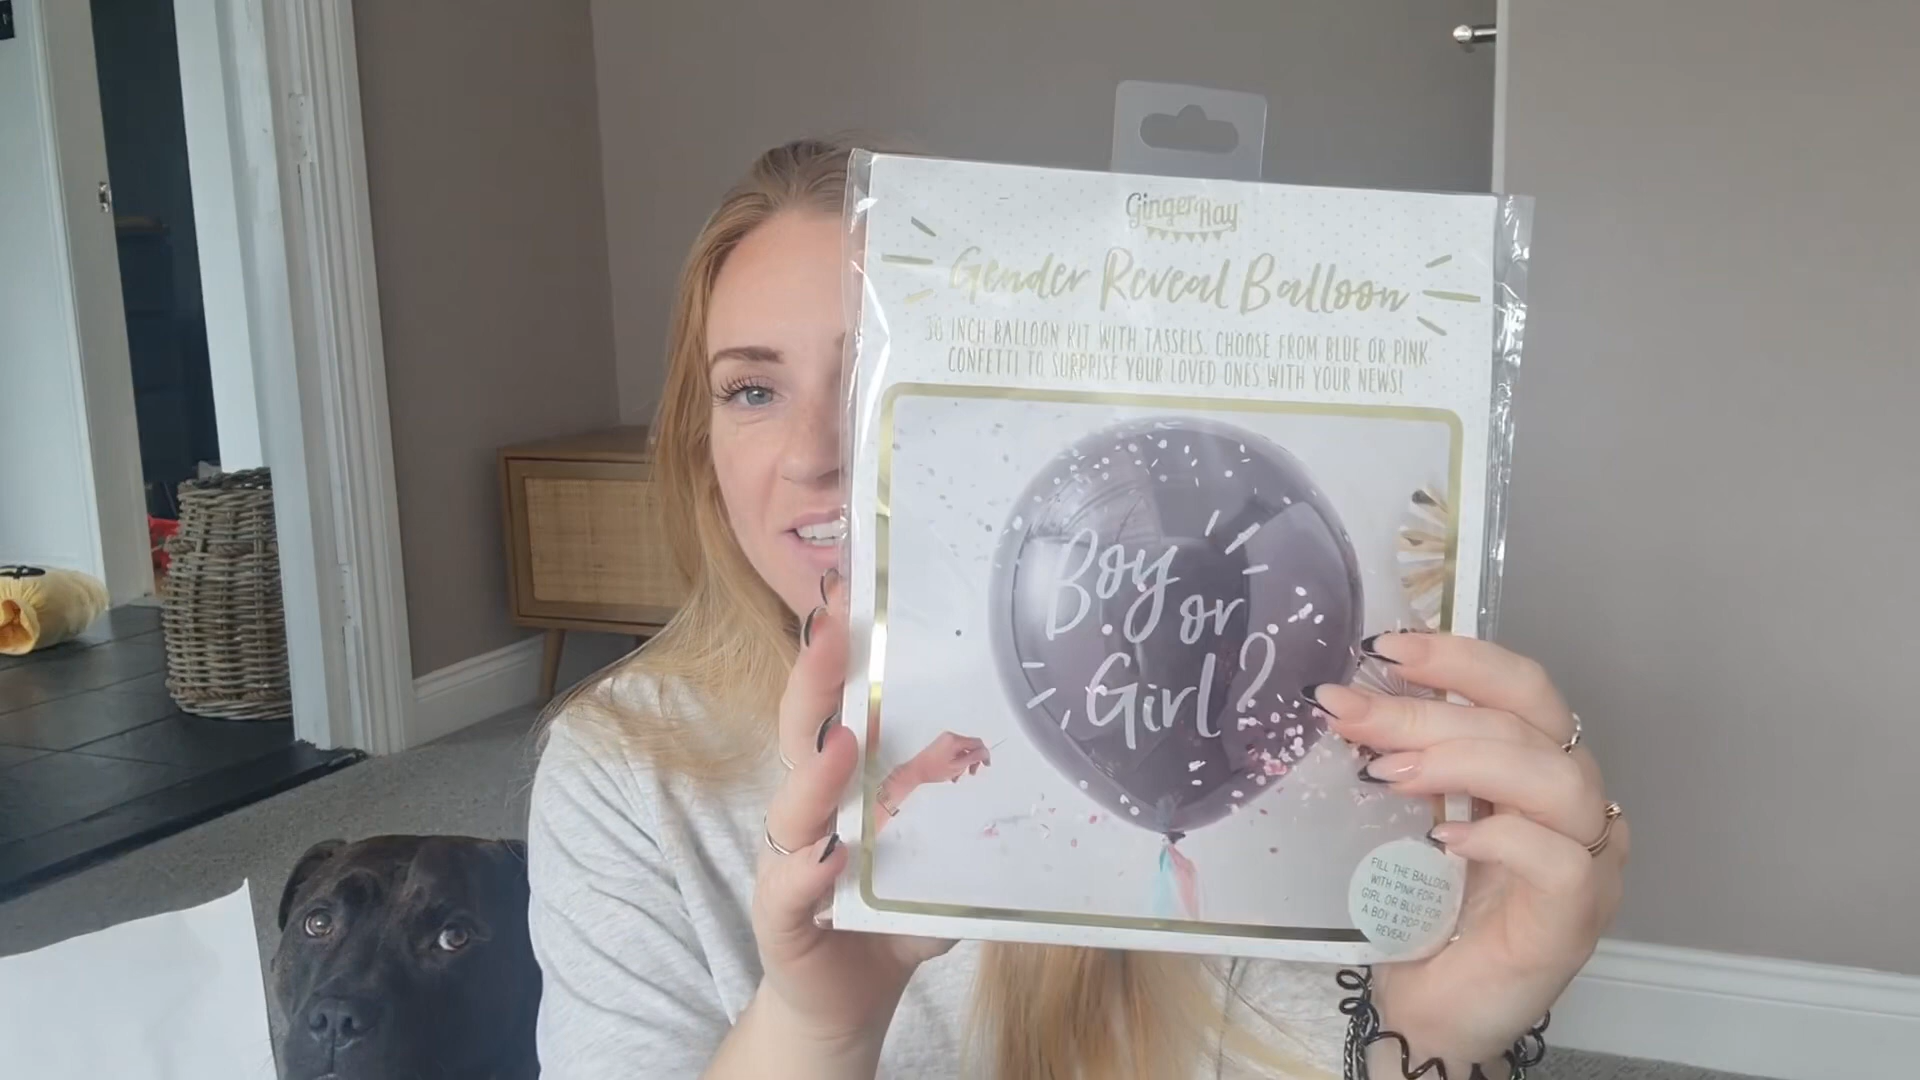 Ginger Ray
Gender Reveal Balloon
36 INCH BALLOON KIT WITH TASSELS. CHOOSE FROM BLUE OR PINK
CONFETTI TO SURPRISE YOUR LOVED ONES WITH YOUR NEWS!
Boy
or
Girl?
FILL THE BALLOON
WITH PINK FOR A
GIRL OR BLUE FOR
A BOY & POP TO
REVEAL!